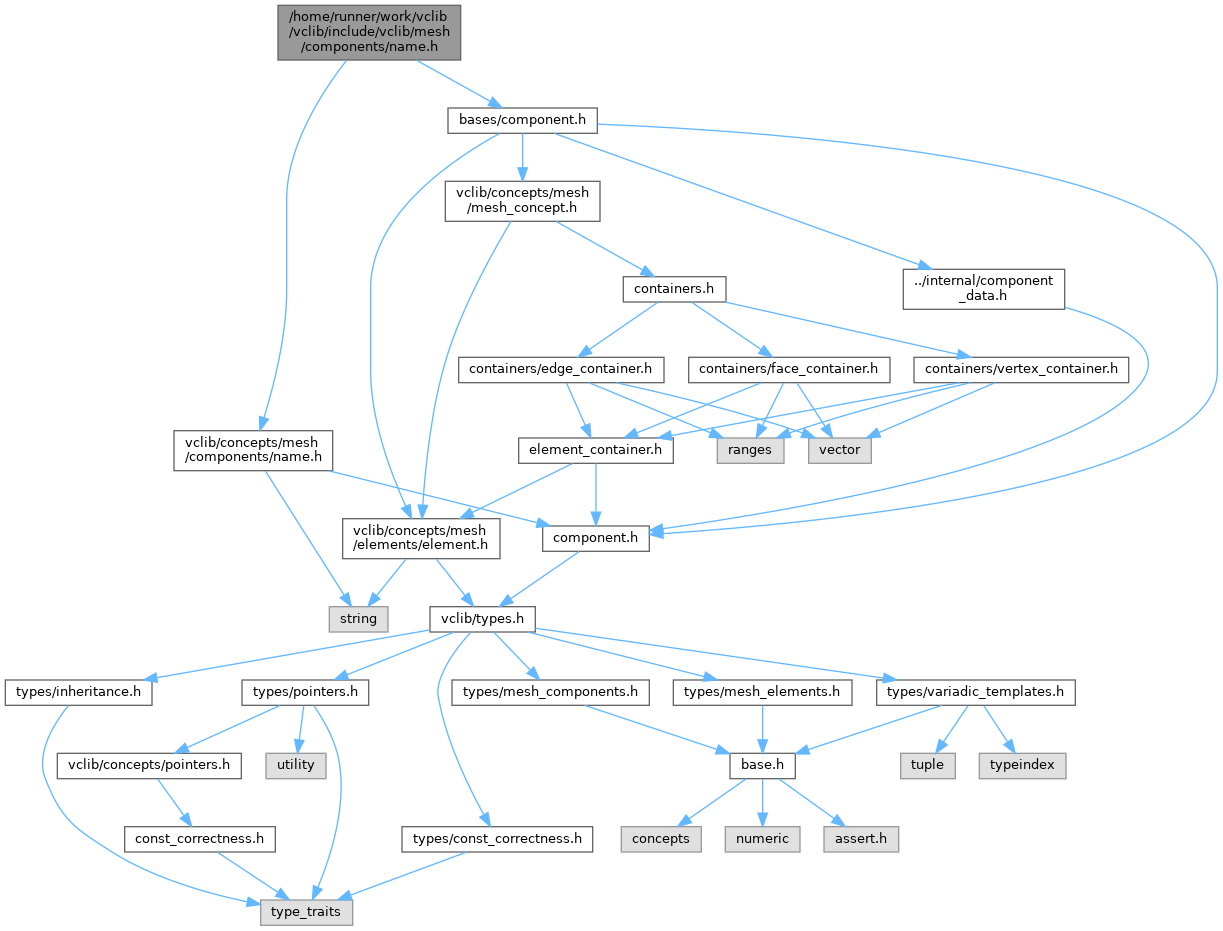 /home/runner/work/vclib
/vclib/include/vclib/mesh
/components/name.h
bases/component.h
vclib/concepts/mesh
/mesh_concept.h
../internal/component
_data.h
containers.h
containers/edge_container.h
containers/face_container.h
containers/vertex_container.h
vclib/concepts/mesh
/components/name.h
element_container.h
ranges
vector
vclib/concepts/mesh
/elements/element.h
component.h
string
vclib/types.h
types/inheritance.h
types/pointers.h
types/mesh_components.h
types/mesh_elements.h
types/variadic_templates.h
vclib/concepts/pointers.h
utility
base.h
tuple
typeindex
const_correctness.h
types/const_correctness.h
concepts
numeric
assert.h
type_traits